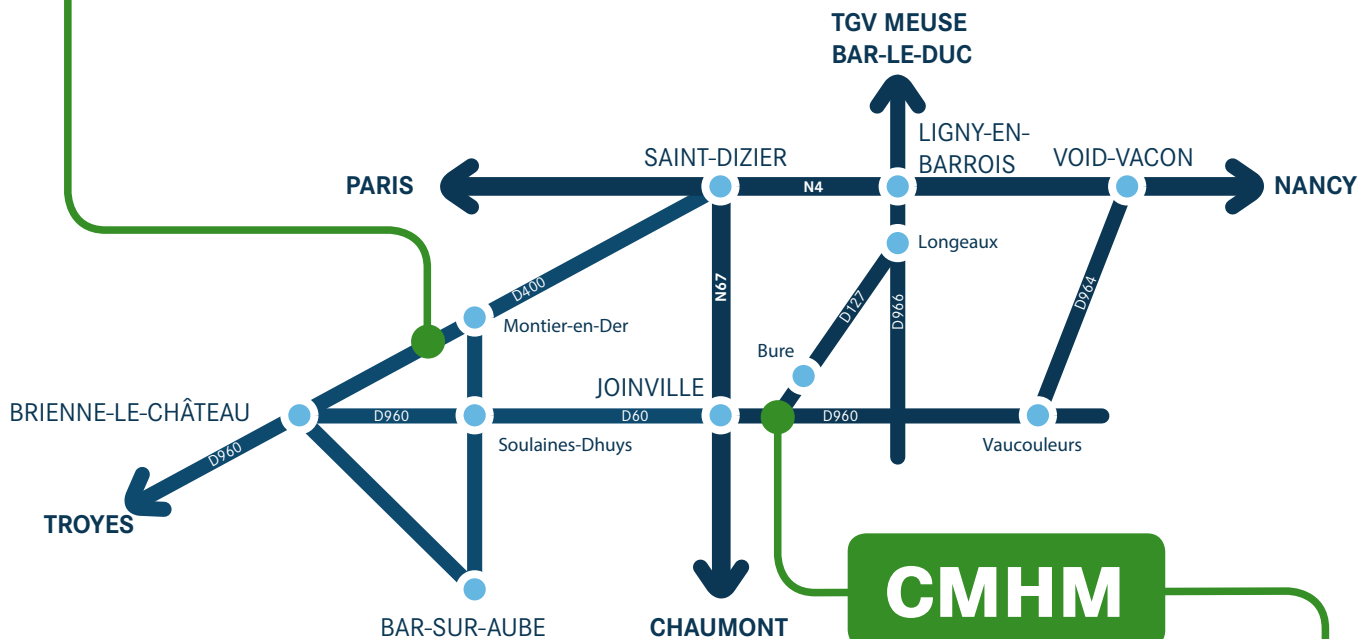 TGV MEUSE
BAR-LE-DUC
LIGNY-EN-
BARROIS
SAINT-DIZIER
VOID-VACON
PARIS
N4
NANCY
Longeaux
D400
N67
D127
D966
D964
Montier-en-Der
Bure
JOINVILLE
BRIENNE-LE-CHÂTEAU
D960
D60
D960
D960
Soulaines-Dhuys
Vaucouleurs
TROYES
CMHM
BAR-SUR-AUBE
CHAUMONT